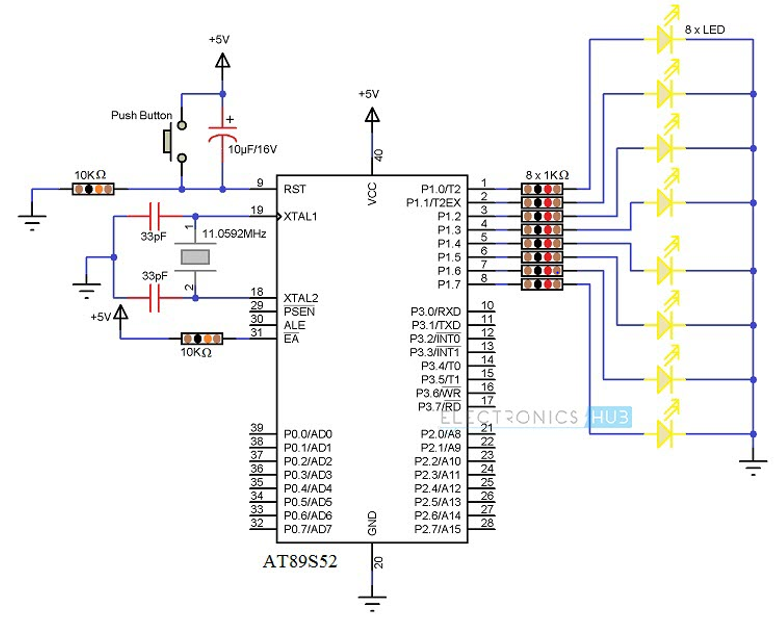 +5V
8 x LED
+5V
Push Button
+
10µF/16V
40
10KΩ
8 x 1KΩ
9 RST
VCC
P1.0/T2 1
P1.1/T2EX 2
19 XTAL1
P1.2 3
1
11.0592MHz
P1.3 4
33pF
P1.4 5
P1.5 6
33pF
P1.6 7
2
P1.7 8
18 XTAL2
29 PSEN
P3.0/RXD 10
+5V
30 ALE
P3.1/TXD 11
31 EA
P3.2/INT0 12
10KΩ
P3.3/INT1 13
P3.4/T0 14
P3.5/T1 15
P3.6/WR 16
P3.7/RD 17
ELECTRONICS HUB
39 P0.0/AD0
P2.0/A8 21
38 P0.1/AD1
P2.1/A9 22
37 P0.2/AD2
P2.2/A10 23
36 P0.3/AD3
P2.3/A11 24
35 P0.4/AD4
P2.4/A12 25
34 P0.5/AD5
P2.5/A13 26
33 P0.6/AD6
P2.6/A14 27
32 P0.7/AD7
P2.7/A15 28
GND
AT89S52
20